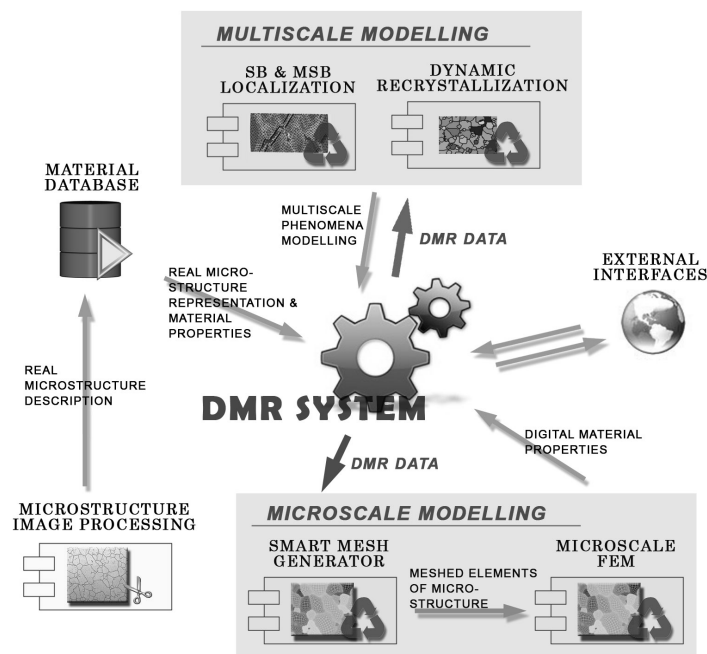 MULTISCALE MODELLING
SB & MSB
LOCALIZATION
DYNAMIC
RECRYSTALLIZATION
MATERIAL
DATABASE
MULTISCALE
PHENOMENA
MODELLING
DMR DATA
EXTERNAL
INTERFACES
REAL MICRO-
STRUCTURE
REPRESENTATION &
MATERIAL
PROPERTIES
REAL
MICROSTRUCTURE
DESCRIPTION
DMR SYSTEM
DMR DATA
DIGITAL MATERIAL
PROPERTIES
MICROSTRUCTURE
IMAGE PROCESSING
MICROSCALE MODELLING
SMART MESH
GENERATOR
MESHED ELEMENTS
OF MICRO-
STRUCTURE
MICROSCALE
FEM